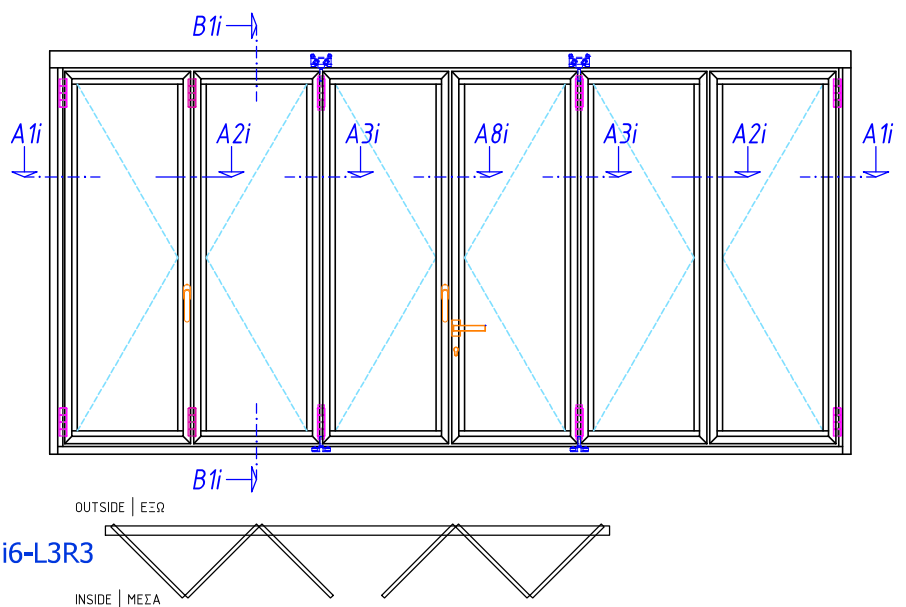 B1i
A1i A2i A3i A8i A3i A2i A1i
B1i
OUTSIDE | ΕΞΩ
i6-L3R3
INSIDE | ΜΕΣΑ